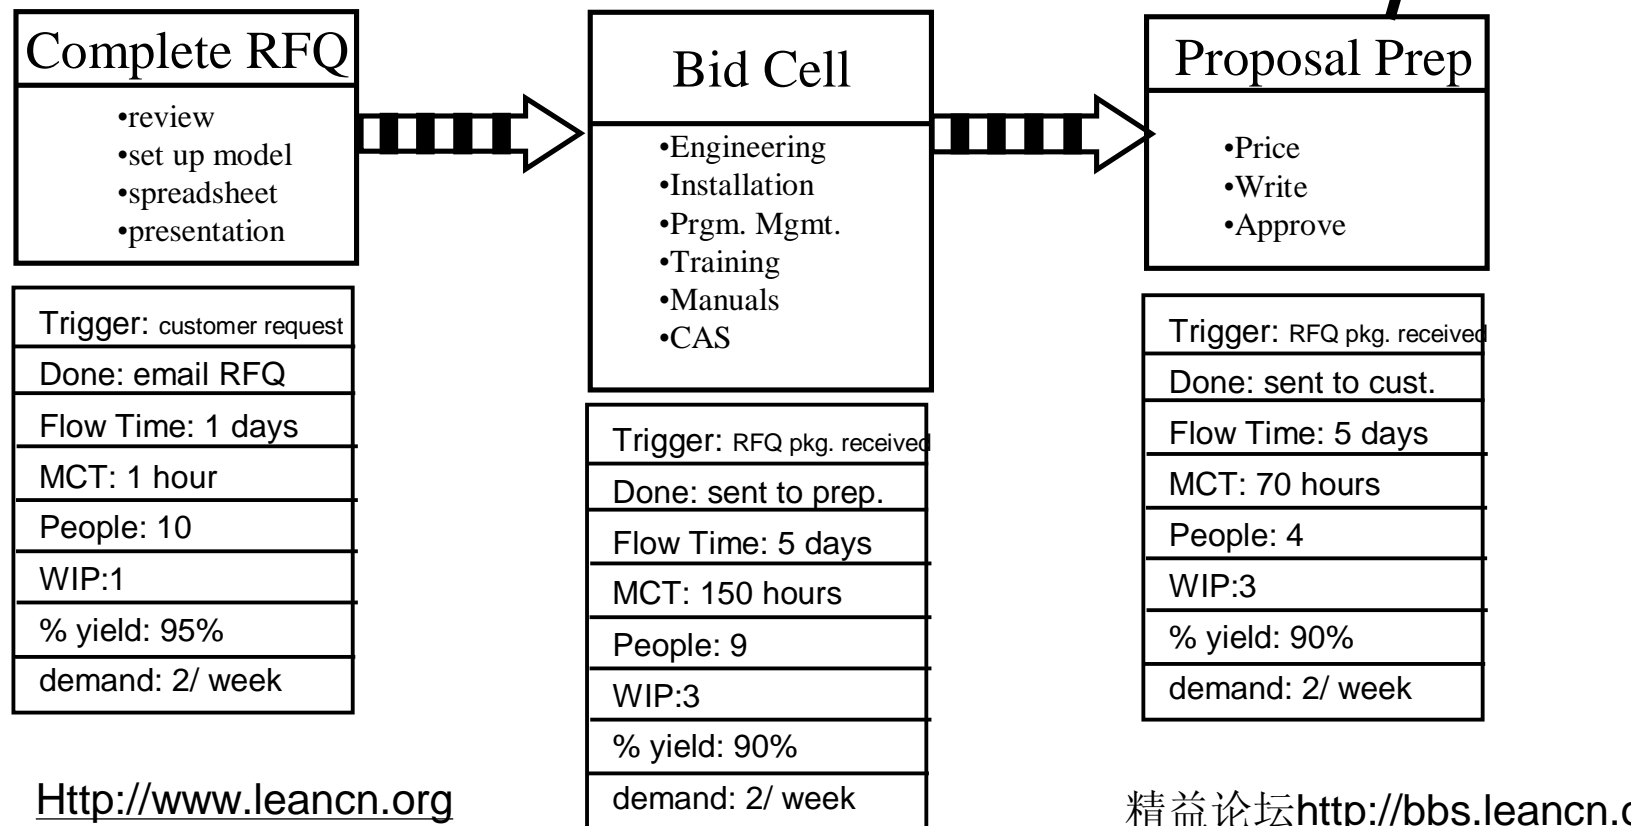 Complete RFQ
•review
•set up model
•spreadsheet
•presentation
Trigger: customer request
Done: email RFQ
Flow Time: 1 days
MCT: 1 hour
People: 10
WIP:1
% yield: 95%
demand: 2/ week
Bid Cell
•Engineering
•Installation
•Prgm. Mgmt.
•Training
•Manuals
•CAS
Trigger: RFQ pkg. received
Done: sent to prep.
Flow Time: 5 days
MCT: 150 hours
People: 9
WIP:3
% yield: 90%
demand: 2/ week
Proposal Prep
•Price
•Write
•Approve
Trigger: RFQ pkg. received
Done: sent to cust.
Flow Time: 5 days
MCT: 70 hours
People: 4
WIP:3
% yield: 90%
demand: 2/ week
Http://www.leancn.org
精益论坛http://bbs.leancn.o